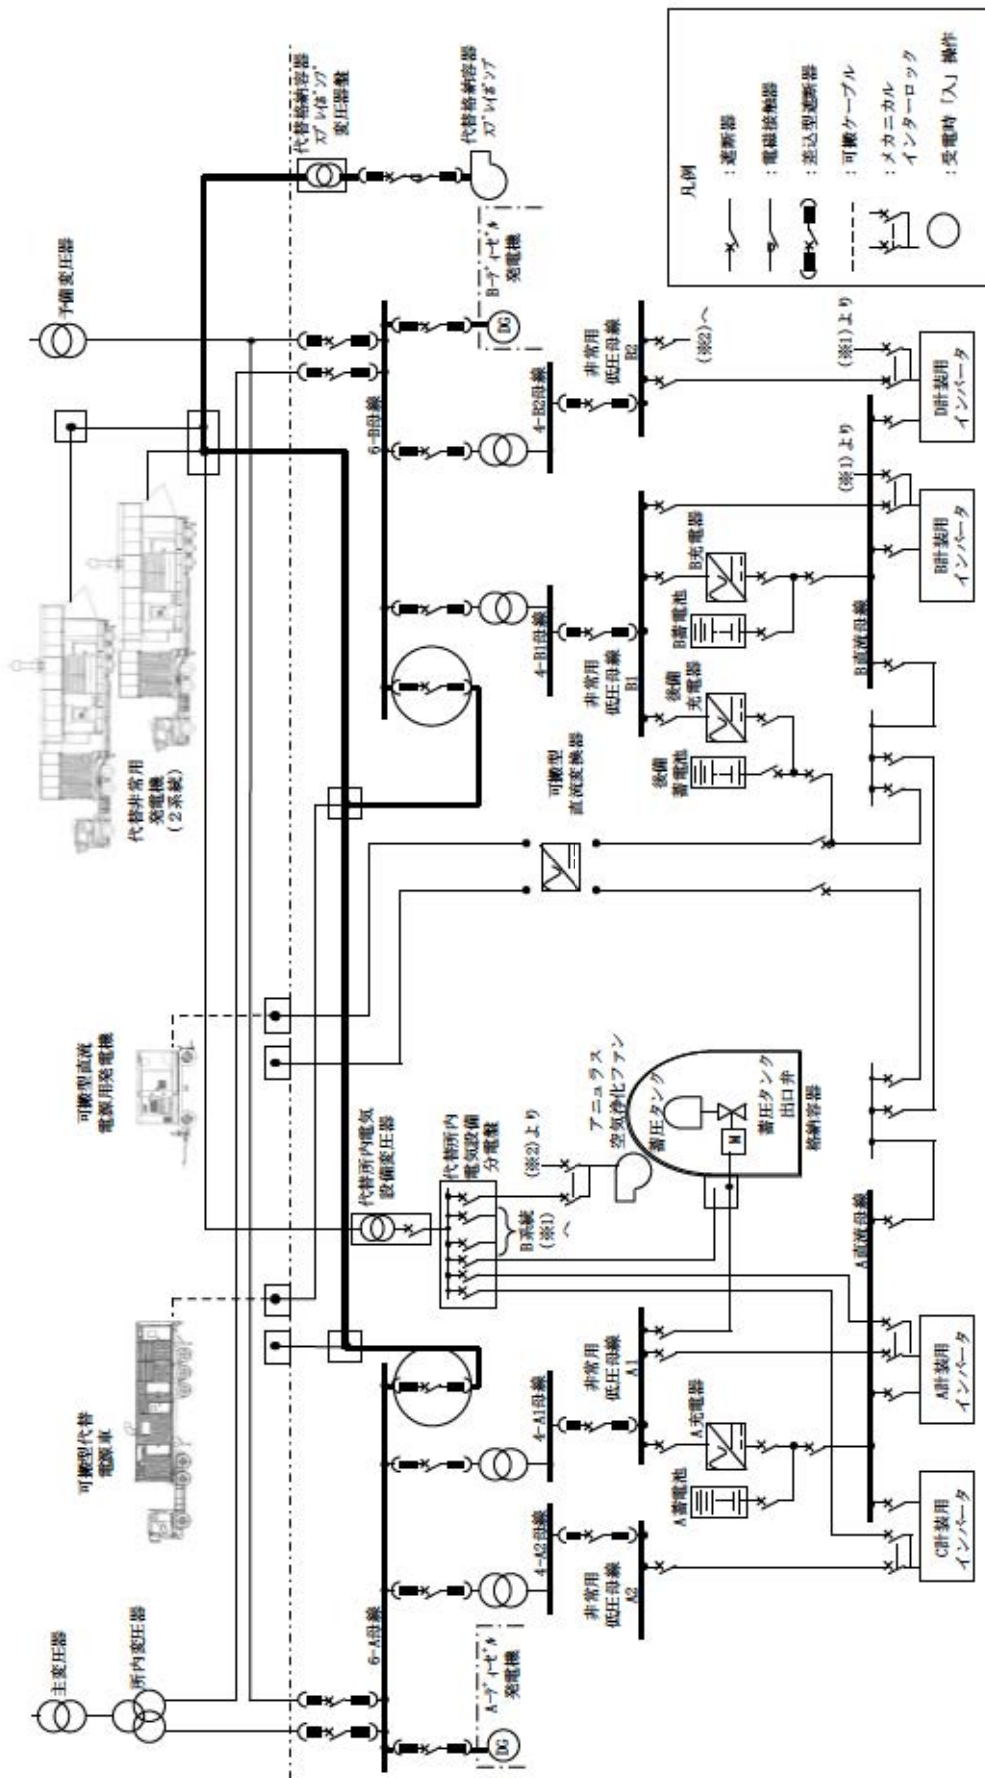 主変圧器
所内変圧器
可搬型代替
電源車
可搬型直流
電源用発電機
代替非常用
発電機
(2系統)
予備変圧器
代替格納容器
ｽﾌﾟﾚｲﾎﾟﾝﾌﾟ
変圧器盤
代替格納容器
ｽﾌﾟﾚｲﾎﾟﾝﾌﾟ
代替所内電気
設備変圧器
代替所内
電気設備
分電盤
6-A母線
6-B母線
A-ﾃﾞｨｰｾﾞﾙ
発電機
DG
B-ﾃﾞｨｰｾﾞﾙ
発電機
DG
4-A2母線
4-A1母線
4-B1母線
4-B2母線
非常用
低圧母線
A2
非常用
低圧母線
A1
非常用
低圧母線
B1
非常用
低圧母線
B2
(※2)より
B系統
(※1)
へ
アニュラス
空気浄化ファン
蓄圧タンク
M
蓄圧タンク
出口弁
格納容器
可搬型
直流変換器
A蓄電池
A充電器
後備
蓄電池
後備
充電器
B蓄電池
B充電器
(※2)へ
(※1)より
(※1)より
A直流母線
B直流母線
C計装用
インバータ
A計装用
インバータ
B計装用
インバータ
D計装用
インバータ
凡例
：遮断器
：電磁接触器
：差込型遮断器
：可搬ケーブル
：メカニカル
インターロック
：受電時「入」操作